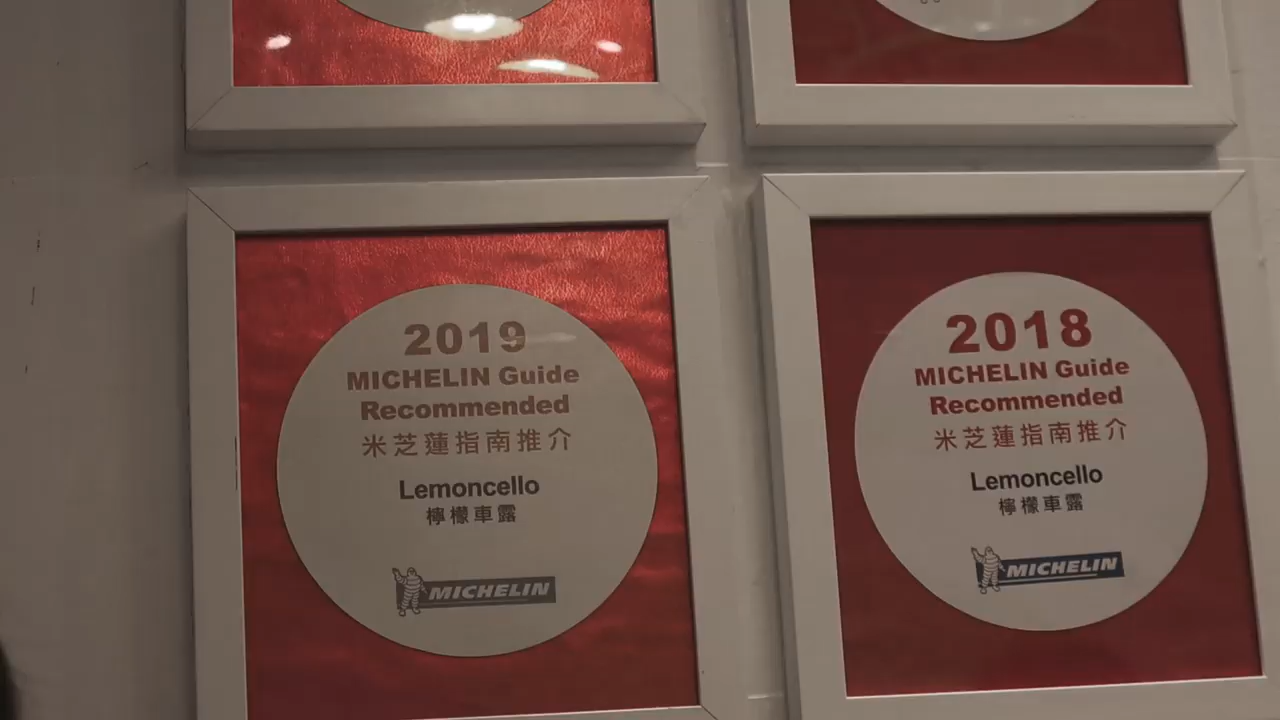 2019
MICHELIN Guide
Recommended
米芝蓮指南推介
Lemoncello
檸檬車露
MICHELIN
2018
MICHELIN Guide
Recommended
米芝蓮指南推介
Lemoncello
檸檬車露
MICHELIN